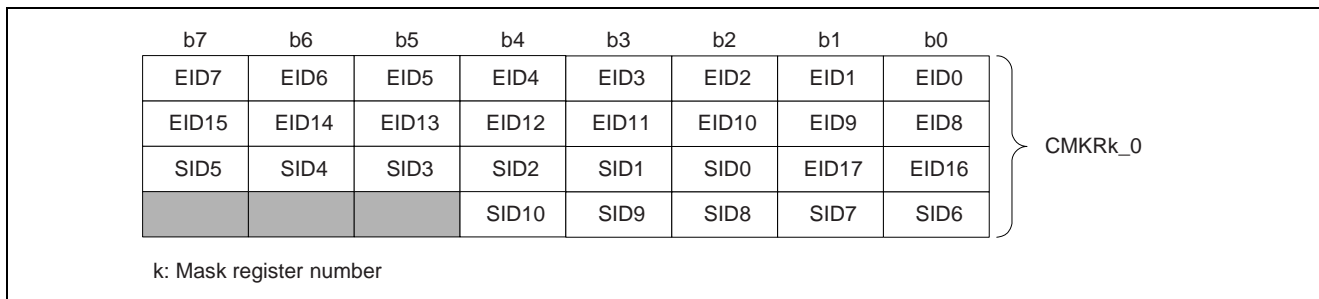 b7 b6 b5 b4 b3 b2 b1 b0
EID7 EID6 EID5 EID4 EID3 EID2 EID1 EID0
EID15 EID14 EID13 EID12 EID11 EID10 EID9 EID8
CMKRk_0
SID5 SID4 SID3 SID2 SID1 SID0 EID17 EID16
SID10 SID9 SID8 SID7 SID6
k: Mask register number